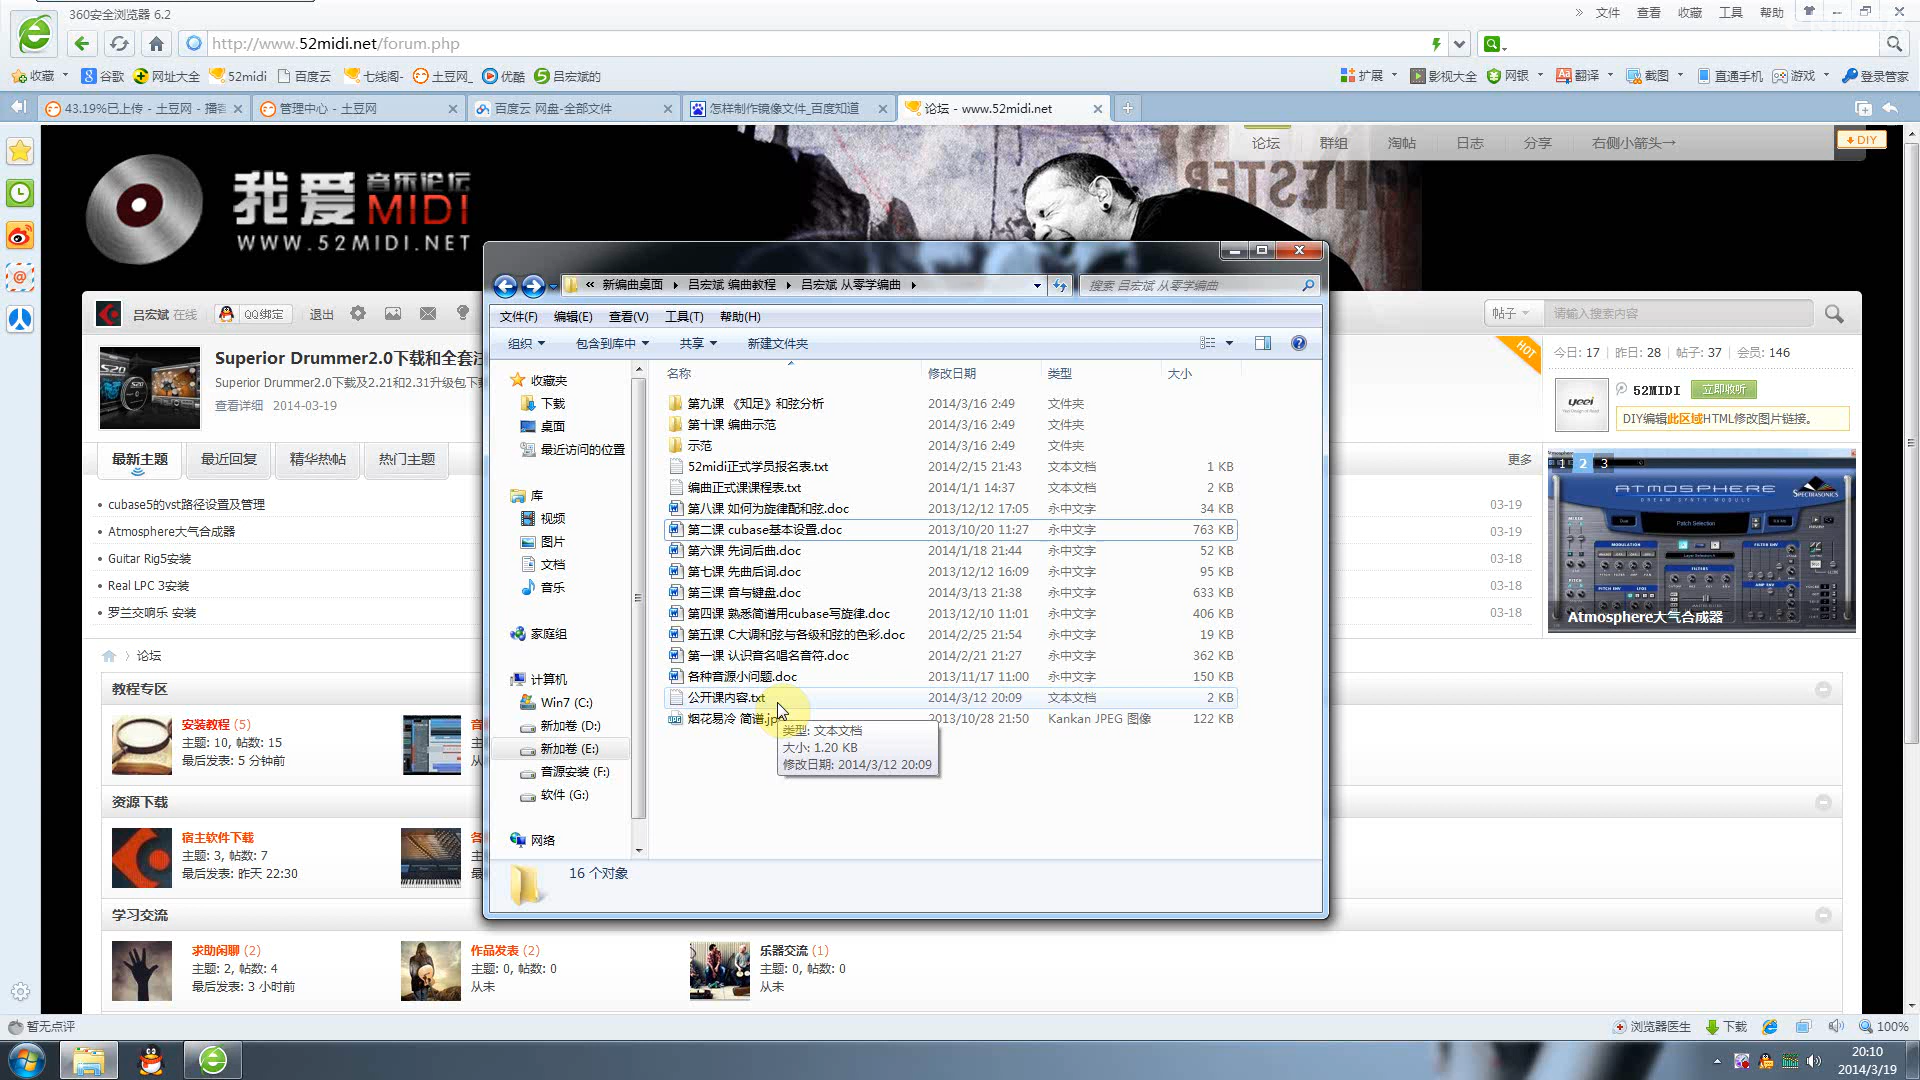 360安全浏览器 6.2
» 文件 查看 收藏 工具 帮助
http://www.52midi.net/forum.php
收藏 谷歌 网址大全 52midi 百度云 七线阁- 土豆网_ 优酷 吕宏斌的
扩展 影视大全 网银 翻译 截图 直通手机 游戏 登录管家
43.19%已上传 - 土豆网 - 播客
管理中心 - 土豆网
百度云 网盘-全部文件
怎样制作镜像文件_百度知道
论坛 - www.52midi.net
论坛 群组 淘帖 日志 分享 右侧小箭头→
DIY
我爱MIDI 音乐论坛
WWW.52MIDI.NET
吕宏斌 在线 QQ绑定 退出
帖子 请输入搜索内容
Superior Drummer2.0下载和全套注
Superior Drummer2.0下载及2.21和2.31升级包下
查看详细 2014-03-19
HOT
今日: 17 昨日: 28 帖子: 37 会员: 146
52MIDI 立即收听
yeei
DIY编辑此区域HTML修改图片链接。
最新主题 最近回复 精华热帖 热门主题 更多
cubase5的vst路径设置及管理 03-19
Atmosphere大气合成器 03-19
Guitar Rig5安装 03-18
Real LPC 3安装 03-18
罗兰交响乐 安装 03-18
1 2 3
ATMOSPHERE
DREAM SYNTH MODULE
SPECTRASONICS
Atmosphere大气合成器
论坛
教程专区
安装教程 (5)
主题: 10, 帖数: 15
最后发表: 5 分钟前
资源下载
宿主软件下载
主题: 3, 帖数: 7
最后发表: 昨天 22:30
学习交流
求助闲聊 (2)
主题: 2, 帖数: 4
最后发表: 3 小时前
作品发表 (2)
主题: 0, 帖数: 0
从未
乐器交流 (1)
主题: 0, 帖数: 0
从未
« 新编曲桌面 吕宏斌 编曲教程 吕宏斌 从零学编曲
搜索 吕宏斌 从零学编曲
文件(F) 编辑(E) 查看(V) 工具(T) 帮助(H)
组织 包含到库中 共享 新建文件夹
收藏夹
下载
桌面
最近访问的位置
库
视频
图片
文档
音乐
家庭组
计算机
Win7 (C:)
新加卷 (D:)
新加卷 (E:)
音源安装 (F:)
软件 (G:)
网络
名称 修改日期 类型 大小
第九课 《知足》和弦分析 2014/3/16 2:49 文件夹
第十课 编曲示范 2014/3/16 2:49 文件夹
示范 2014/3/16 2:49 文件夹
52midi正式学员报名表.txt 2014/2/15 21:43 文本文档 1 KB
编曲正式课课程表.txt 2014/1/1 14:37 文本文档 2 KB
第八课 如何为旋律配和弦.doc 2013/12/12 17:05 永中文字 34 KB
第二课 cubase基本设置.doc 2013/10/20 11:27 永中文字 763 KB
第六课 先词后曲.doc 2014/1/18 21:44 永中文字 52 KB
第七课 先曲后词.doc 2013/12/12 16:09 永中文字 95 KB
第三课 音与键盘.doc 2014/3/13 21:38 永中文字 633 KB
第四课 熟悉简谱用cubase写旋律.doc 2013/12/10 11:01 永中文字 406 KB
第五课 C大调和弦与各级和弦的色彩.doc 2014/2/25 21:54 永中文字 19 KB
第一课 认识音名唱名音符.doc 2014/2/21 21:27 永中文字 362 KB
各种音源小问题.doc 2013/11/17 11:00 永中文字 150 KB
公开课内容.txt 2014/3/12 20:09 文本文档 2 KB
烟花易冷 简谱.jp 2013/10/28 21:50 Kankan JPEG 图像 122 KB
类型: 文本文档
大小: 1.20 KB
修改日期: 2014/3/12 20:09
16 个对象
暂无点评
浏览器医生 下载 100%
20:10
2014/3/19